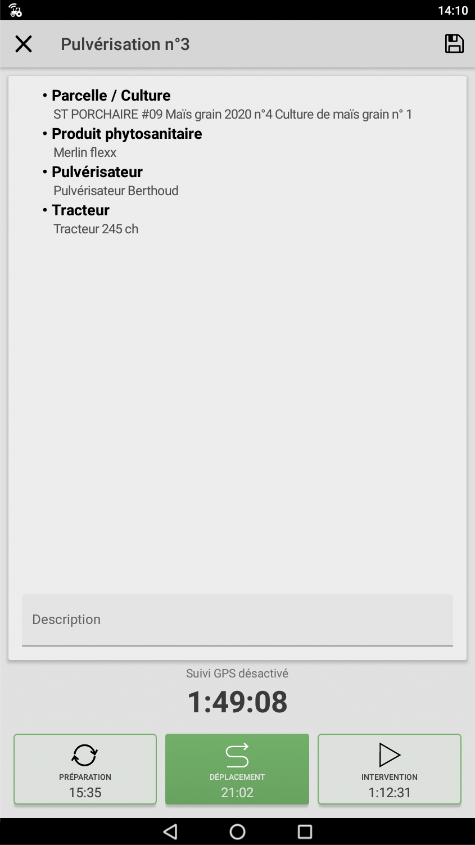 14:10
Pulvérisation n°3
• Parcelle / Culture
ST PORCHAIRE #09 Maïs grain 2020 n°4 Culture de maïs grain n° 1
• Produit phytosanitaire
Merlin flexx
• Pulvérisateur
Pulvérisateur Berthoud
• Tracteur
Tracteur 245 ch
Description
Suivi GPS désactivé
1:49:08
PRÉPARATION
15:35
DÉPLACEMENT
21:02
INTERVENTION
1:12:31